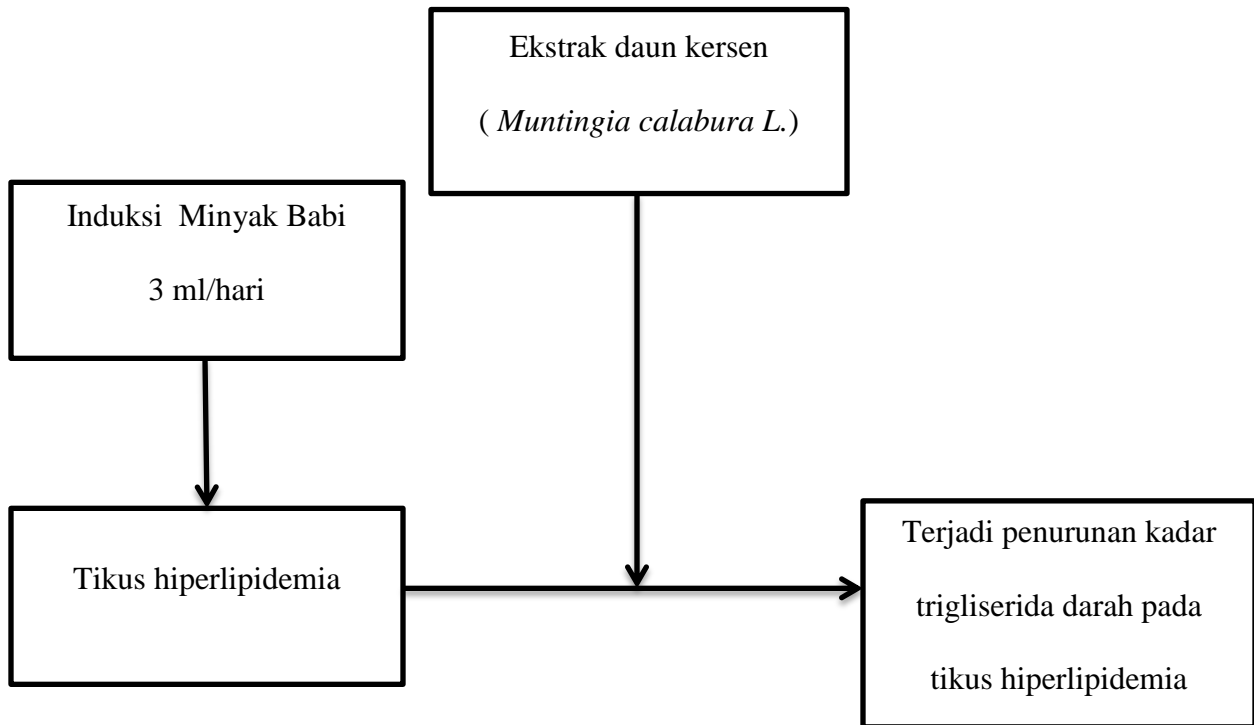 Ekstrak daun kersen
( Muntingia calabura L.)
Induksi Minyak Babi
3 ml/hari
Tikus hiperlipidemia
Terjadi penurunan kadar
trigliserida darah pada
tikus hiperlipidemia